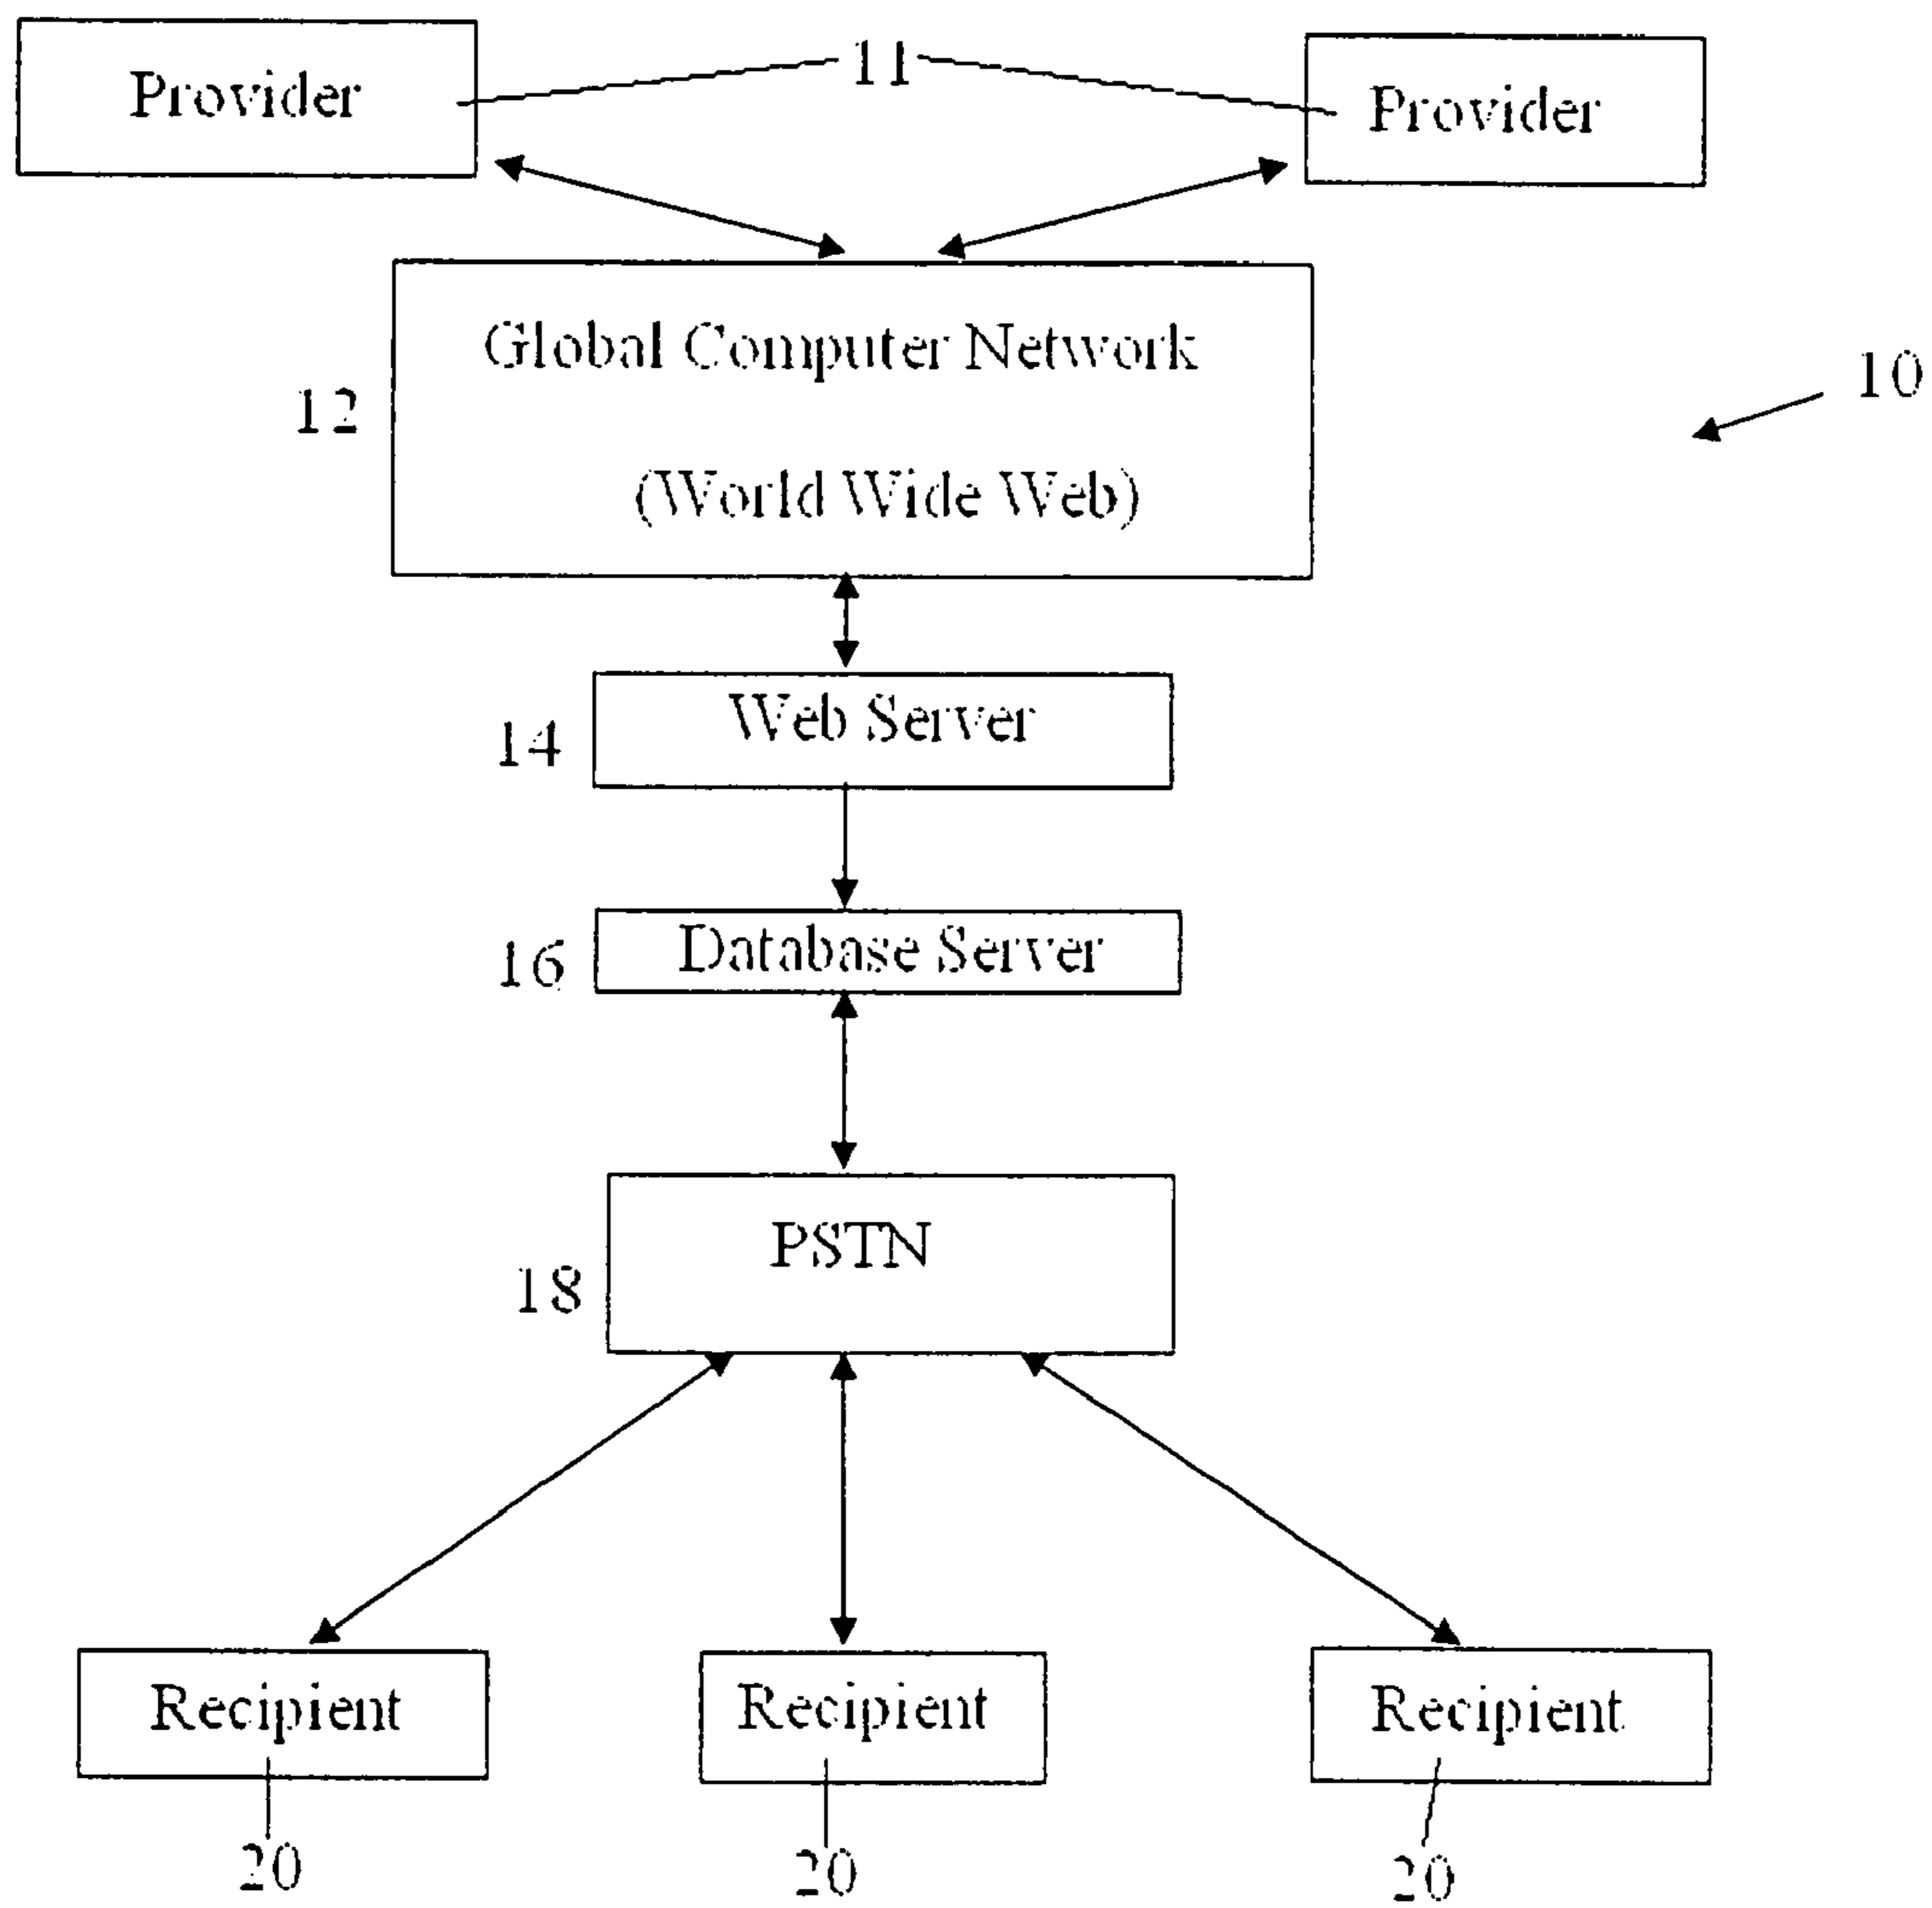 Provider
11
Provider
Global Computer Network
10
12
(World Wide Web)
Web Server
14
Database Server
16
PSTN
18
Recipient
Recipient
Recipient
20
20
20